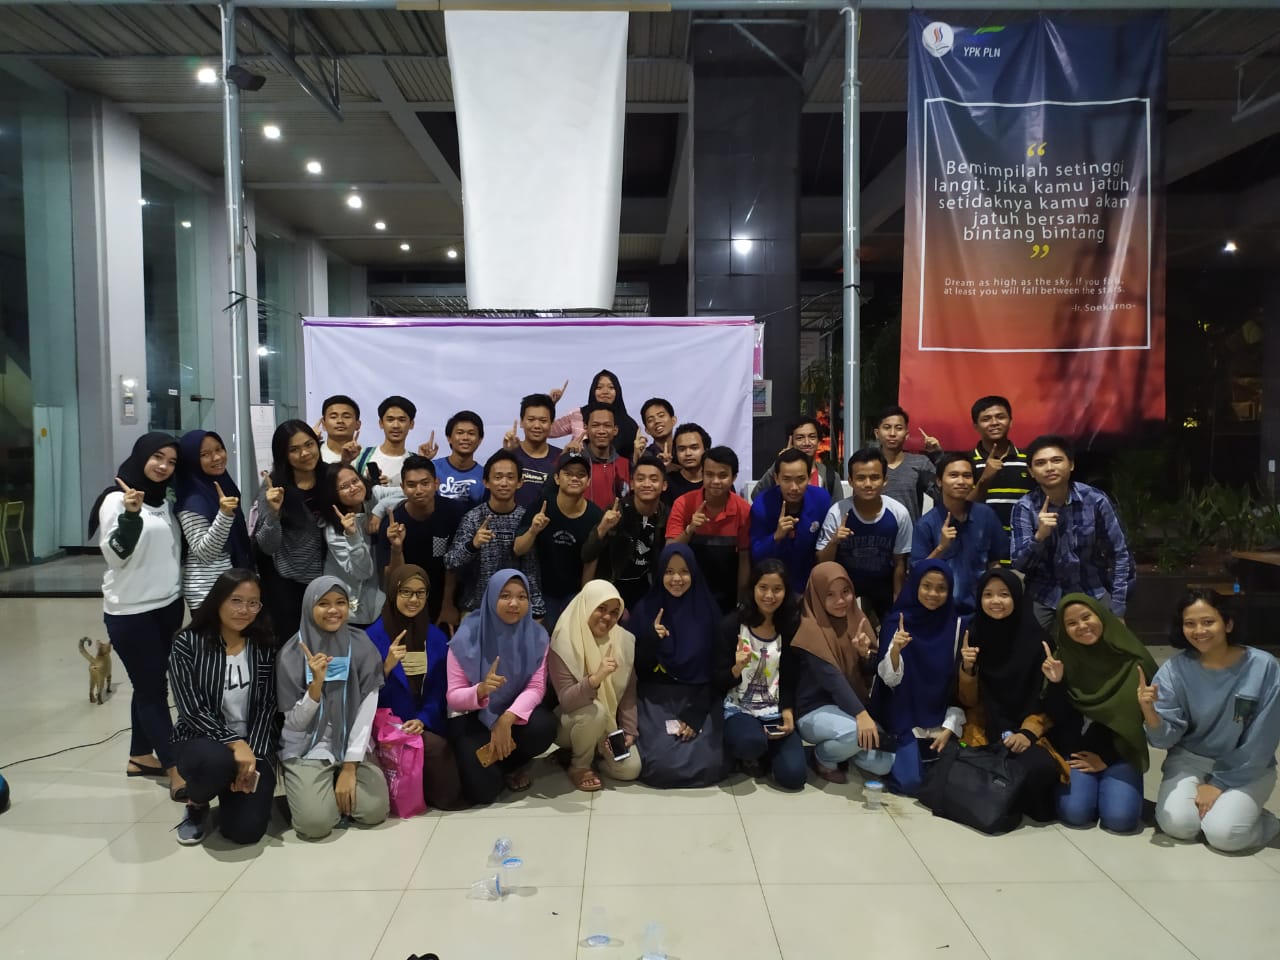 YPK PLN
“
Bemimpilah setinggi
langit. Jika kamu jatuh,
setidaknya kamu akan
jatuh bersama
bintang bintang
”
Dream as high as the sky. If you fall,
at least you will fall between the stars.
-Ir. Soekarno-